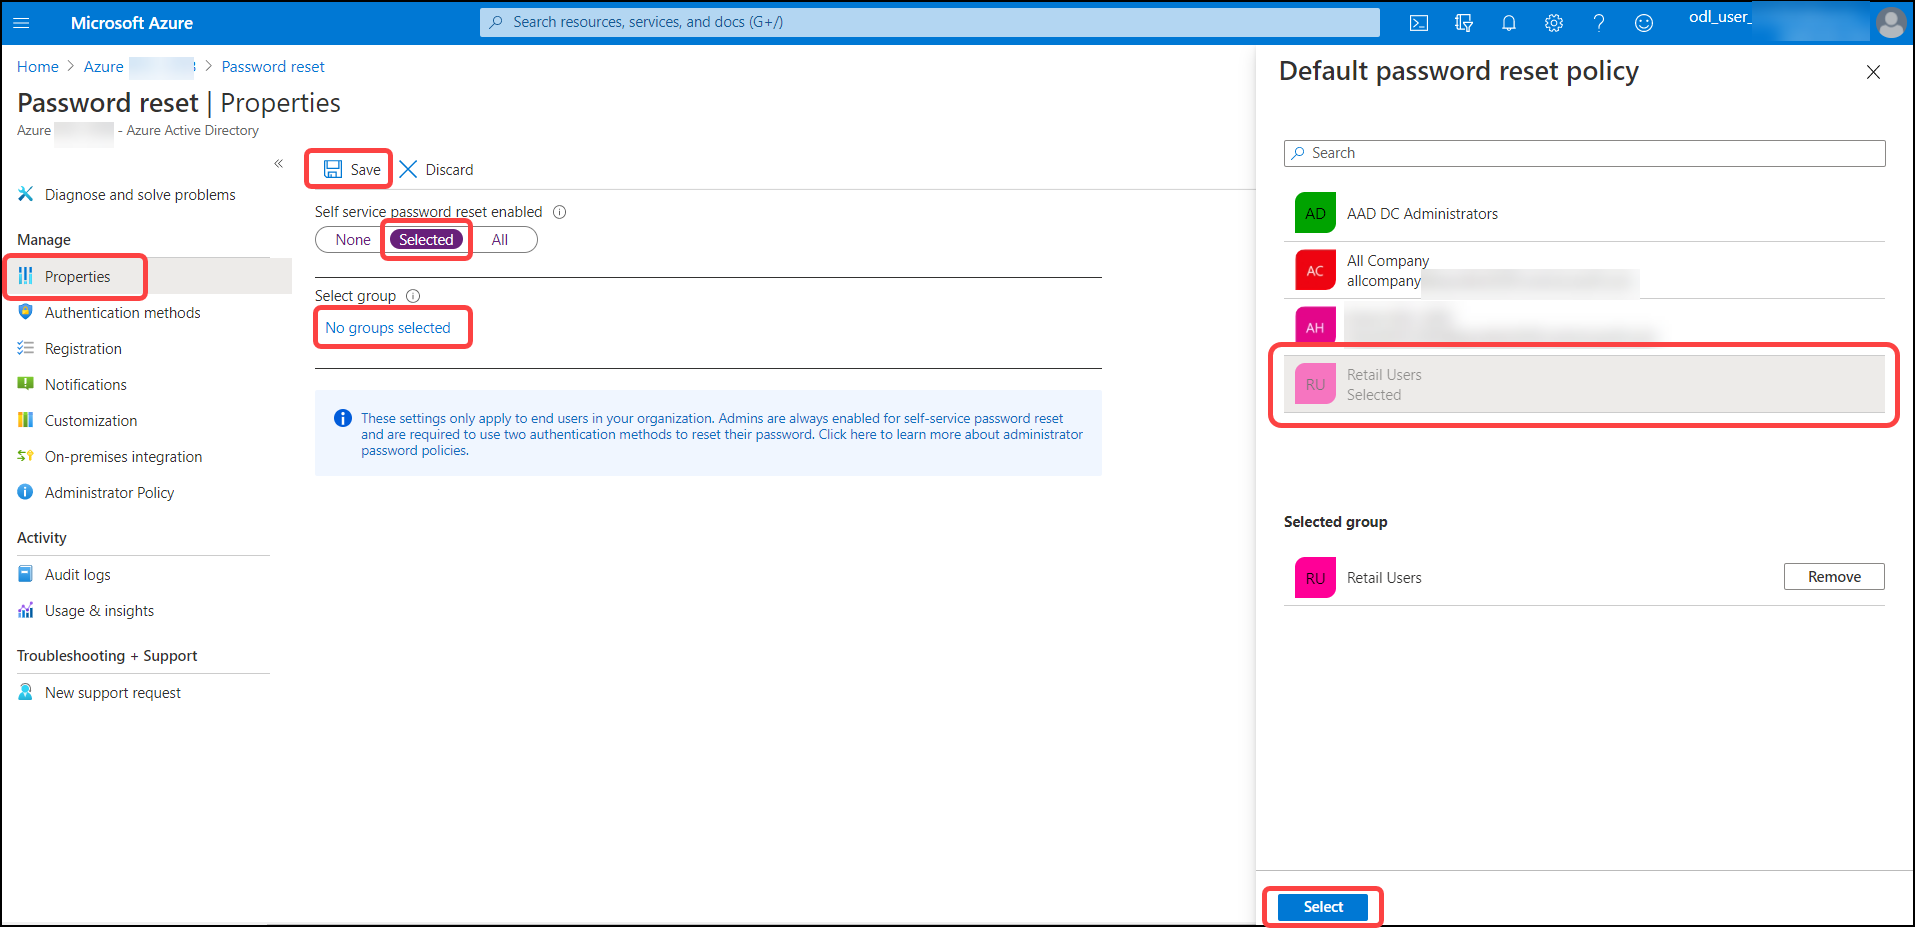 Microsoft Azure
Search resources, services, and docs (G+/)
odl_user_
Home > Azure > Password reset
Password reset | Properties
Azure - Azure Active Directory
«
Diagnose and solve problems
Manage
Properties
Authentication methods
Registration
Notifications
Customization
On-premises integration
Administrator Policy
Activity
Audit logs
Usage & insights
Troubleshooting + Support
New support request
Save
Discard
Self service password reset enabled
None
Selected
All
Select group
No groups selected
These settings only apply to end users in your organization. Admins are always enabled for self-service password reset
and are required to use two authentication methods to reset their password. Click here to learn more about administrator
password policies.
Default password reset policy
Search
AD
AAD DC Administrators
AC
All Company
allcompany
AH
RU
Retail Users
Selected
Selected group
RU
Retail Users
Remove
Select